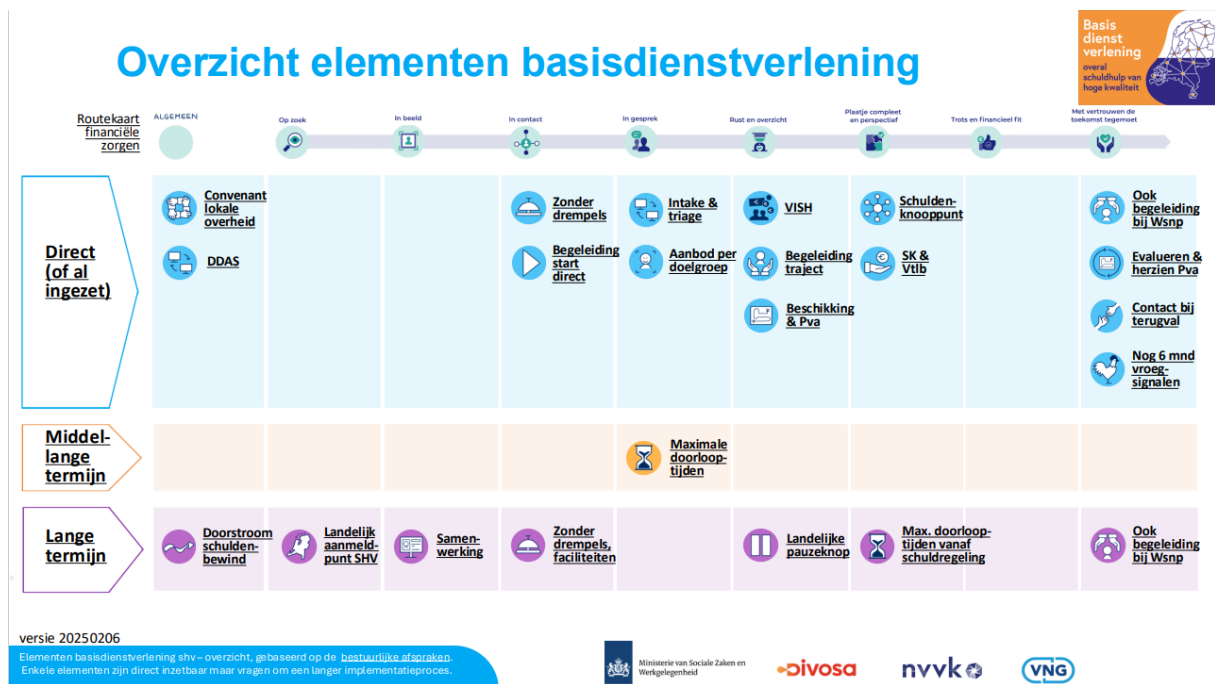 Overzicht elementen basisdienstverlening
Basis
dienst
verlening
overal
schuldhulp van
hoge kwaliteit
Routekaart
financiële
zorgen
ALGEMEEN
Op zoek
In beeld
In contact
In gesprek
Rust en overzicht
Plaatje compleet
en perspectief
Trots en financieel fit
Met vertrouwen de
toekomst tegemoet
Direct
(of al
ingezet)
Convenant
lokale
overheid
DDAS
Zonder
drempels
Begeleiding
start
direct
Intake &
triage
Aanbod per
doelgroep
VISH
Begeleiding
traject
Beschikking
& Pva
Schulden-
knooppunt
SK &
Vtlb
Ook
begeleiding
bij Wsnp
Evalueren &
herzien Pva
Contact bij
terugval
Nog 6 mnd
vroeg-
signalen
Middel-
lange
termijn
Maximale
doorloop-
tijden
Lange
termijn
Doorstroom
schulden-
bewind
Landelijk
aanmeld-
punt SHV
Samen-
werking
Zonder
drempels,
faciliteiten
Landelijke
pauzeknop
Max. doorloop-
tijden vanaf
schuldregeling
Ook
begeleiding
bij Wsnp
versie 20250206
Elementen basisdienstverlening shv – overzicht, gebaseerd op de bestuurlijke afspraken.
Enkele elementen zijn direct inzetbaar maar vragen om een langer implementatieproces.
Ministerie van Sociale Zaken en
Werkgelegenheid
Divosa
nvvk
VNG